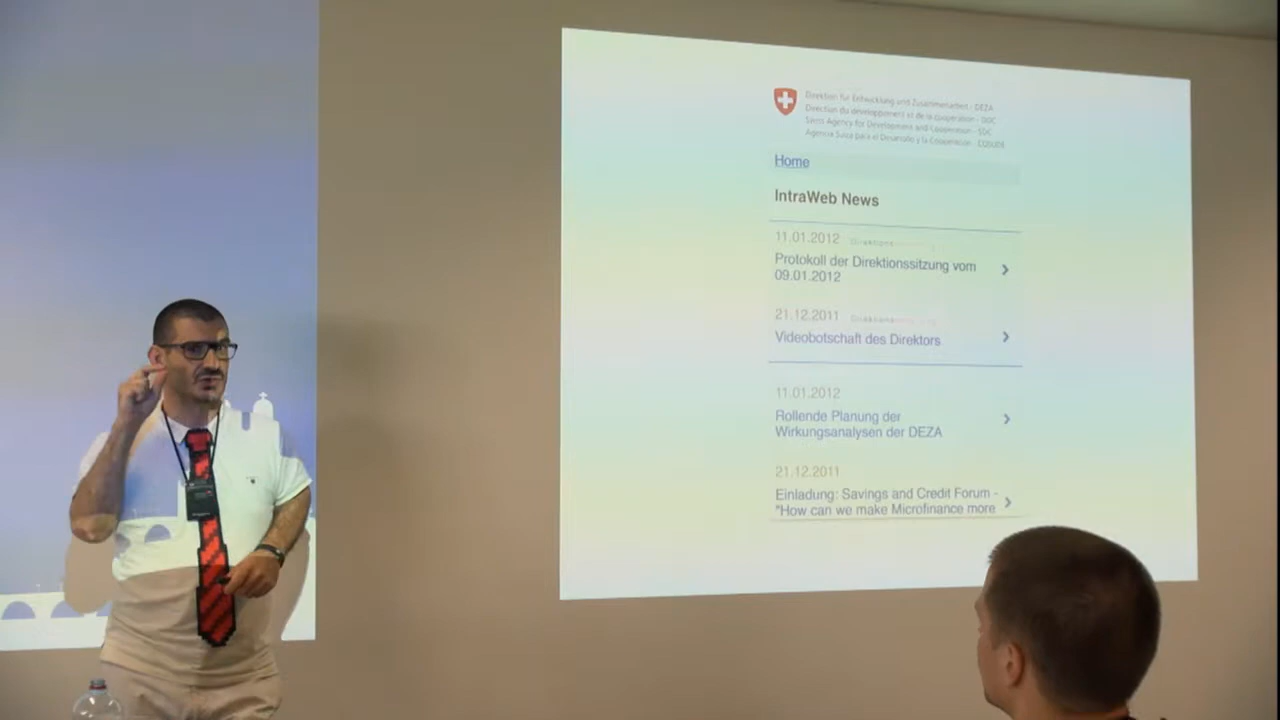 Direktion für Entwicklung und Zusammenarbeit - DEZA
Direction du développement et de la coopération - DDC
Swiss Agency for Development and Cooperation - SDC
Agencia Suiza para el Desarrollo y la Cooperación - COSUDE
Home
IntraWeb News
11.01.2012
Protokoll der Direktionssitzung vom
09.01.2012
21.12.2011
Videobotschaft des Direktors
11.01.2012
Rollende Planung der
Wirkungsanalysen der DEZA
21.12.2011
Einladung: Savings and Credit Forum -
"How can we make Microfinance more